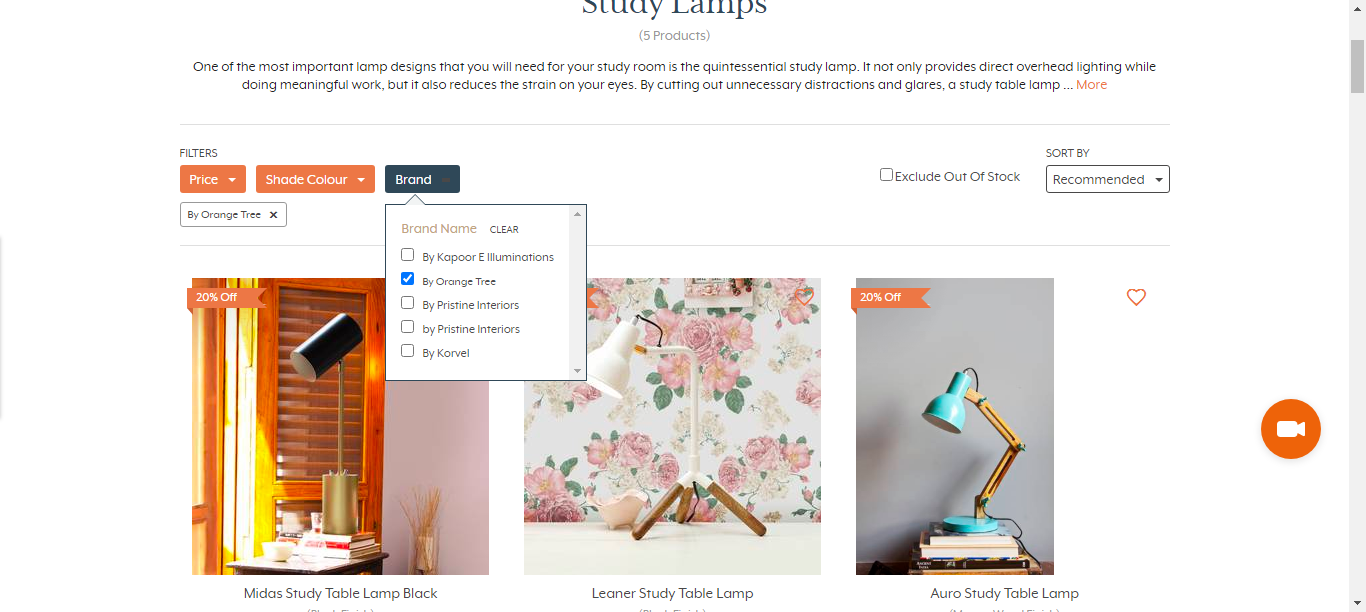 Study Lamps
(5 Products)
One of the most important lamp designs that you will need for your study room is the quintessential study lamp. It not only provides direct overhead lighting while
doing meaningful work, but it also reduces the strain on your eyes. By cutting out unnecessary distractions and glares, a study table lamp ... More
FILTERS
SORT BY
Price
Shade Colour
Brand
Exclude Out Of Stock
Recommended
By Orange Tree ✕
Brand Name CLEAR
By Kapoor E Illuminations
By Orange Tree
By Pristine Interiors
by Pristine Interiors
By Korvel
20% Off
20% Off
Midas Study Table Lamp Black
Leaner Study Table Lamp
Auro Study Table Lamp